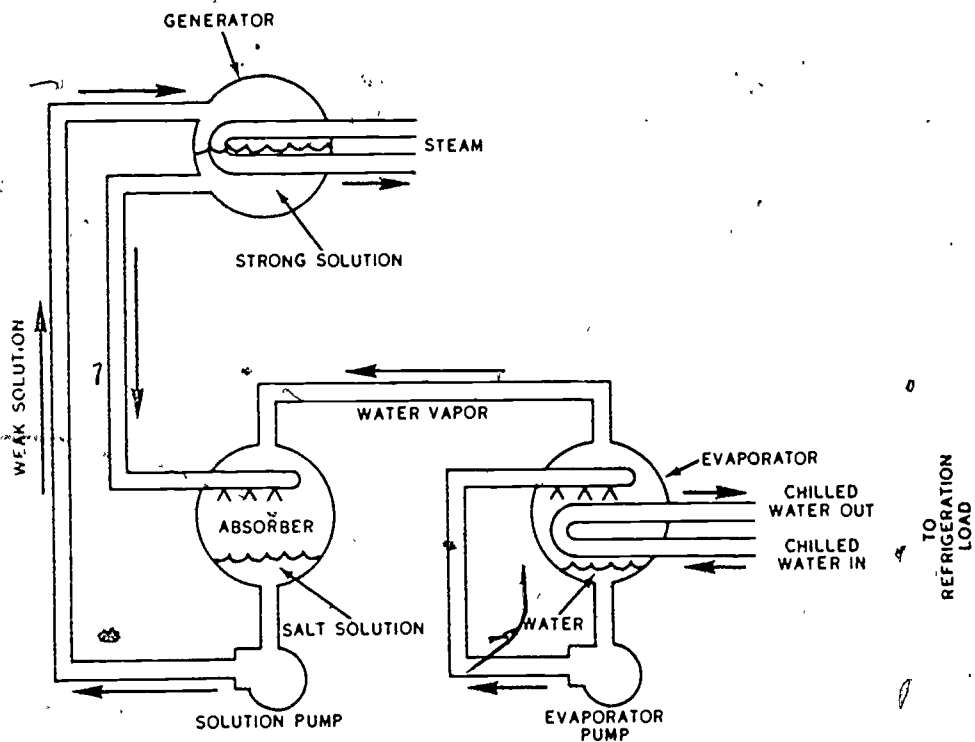 GENERATOR
STEAM
STRONG SOLUTION
WEAK SOLUTION
WATER VAPOR
EVAPORATOR
CHILLED
WATER OUT
CHILLED
WATER IN
TO
REFRIGERATION
LOAD
ABSORBER
SALT SOLUTION
WATER
SOLUTION PUMP
EVAPORATOR
PUMP